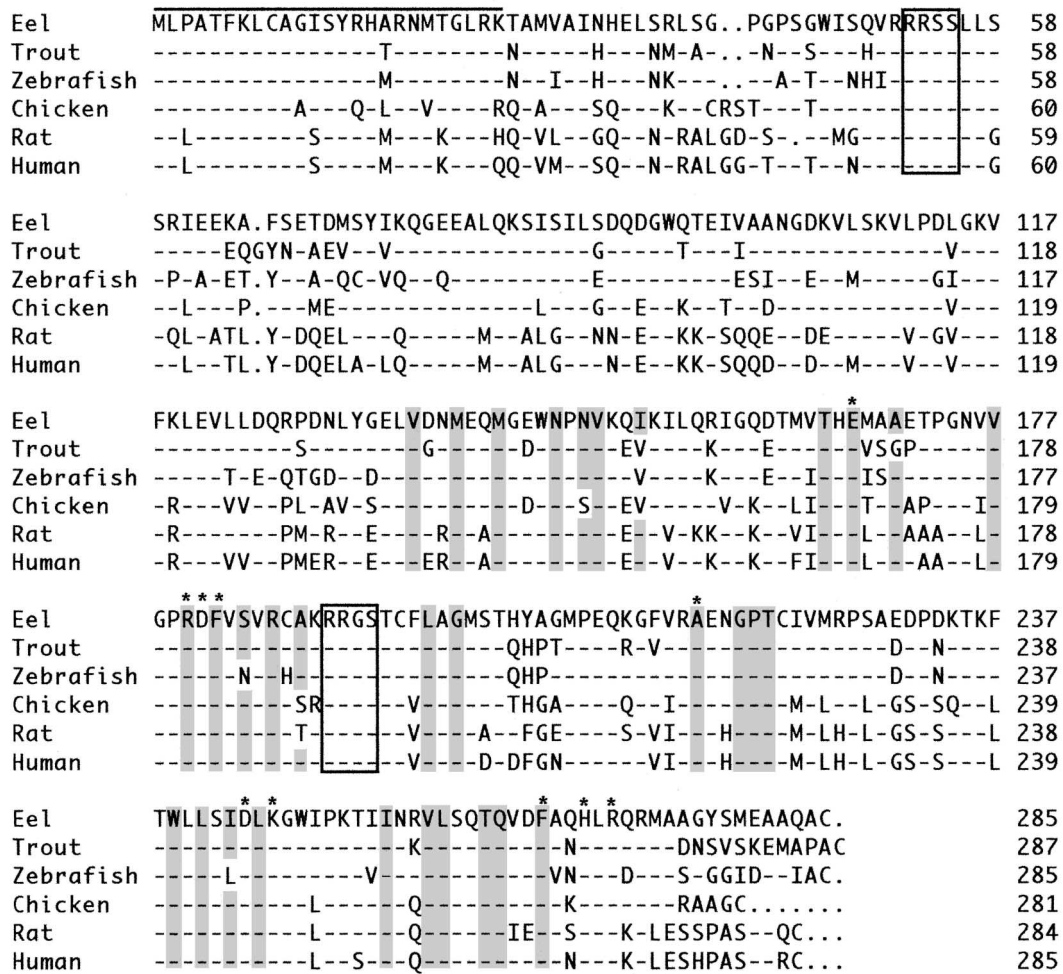 Eel MLPATFKLCAGISYRHARNMTGLRKTAMVAINHELSRLSG..PGPSGWISQVRRRSSLLS 58
Trout ----------------T--------N-----H---NM-A-..-N--S---H--------- 58
Zebrafish ----------------M--------N--V--H---NK---..--A-T--NHI-------- 58
Chicken ----------A---Q-L--V----RQ-A--SQ----K--CRST---T------------- 60
Rat --L--------S----M---K---HQ-VL-GQ---N-RALGD-S-.--MG---------G 59
Human --L--------S----M---K---QQ-VM-SQ---N-RALGG-T--T--N---------G 60
Eel SRIEEKA.FSETDMSYIKQGEEALQKSISILSDQDGWQTEIVAANGDKVLSKVLPDLGKV 117
Trout -----EQGYN-AEV--V--------------G-----T---I--------------V--- 118
Zebrafish -P-A-ET.Y--A-QC-VQ--Q----------E---------ESI--E--M-----GI--- 117
Chicken --L---P.---ME--------------L---G--E--K--T--D------------V--- 119
Rat -QL-ATL.Y-DQEL---Q-----M-ALG---NN-E--KK-SQQE--DE-----V-GV--- 118
Human --L--TL.Y-DQELA-LQ-----M-ALG----N-E--KK-SQQD--D--M---V--V--- 119
*
Eel FKLEVLLDQRPDNLYGELVDNMEQMGEWNPNVKQIKILQRIGQDTMVTHEMAAETPGNVV 177
Trout ----------S--------G------D------EV----K---E------VSGP------ 178
Zebrafish -----T-E-QTGD--D------------------V----K---E--I---IS-------- 177
Chicken -R---VV--PL-AV-S----------D---S--EV-----V-K--LI---T--AP---I- 179
Rat -R-------PM-R--E----R--A---------E--V-KK--K--VI---L--AAA--L- 178
Human -R---VV--PMER--E---ER--A---------E--V-KK--K--FI---L---AA--L- 179
* * * *
Eel GPRDFVSVRCAKRRGSTCFLAGMSTHYAGMPEQKGFVRAENGPTCIVMRPSAEDPDKTKF 237
Trout -------------------------QHPT----R-V----------------D--N---- 238
Zebrafish ------N--H---------------QHP------------------------D--N---- 237
Chicken ----------SR------V------THGA----Q--I--------M-L--L-GS-SQ--L 239
Rat ----------T-------V----A--FGE----S-VI---H----M-LH-L-GS-S---L 238
Human ------------------V----D-DFGN------VI---H----M-LH-L-GS-S---L 239
* * * * *
Eel TWLLSIDLKGWIPKTIINRVLSQTQVDFAQHLRQRMAAGYSMEAAQAC. 285
Trout ------------------K----------N-------DNSVSKEMAPAC 287
Zebrafish -----L---------V------------VN---D---S-GGID--IAC. 285
Chicken -----------L------Q----------K-------RAAGC....... 281
Rat -----------L------Q------IE--S---K-LESSPAS--QC... 284
Human -----------L-S----Q----------N---K-LESHPAS--RC... 285